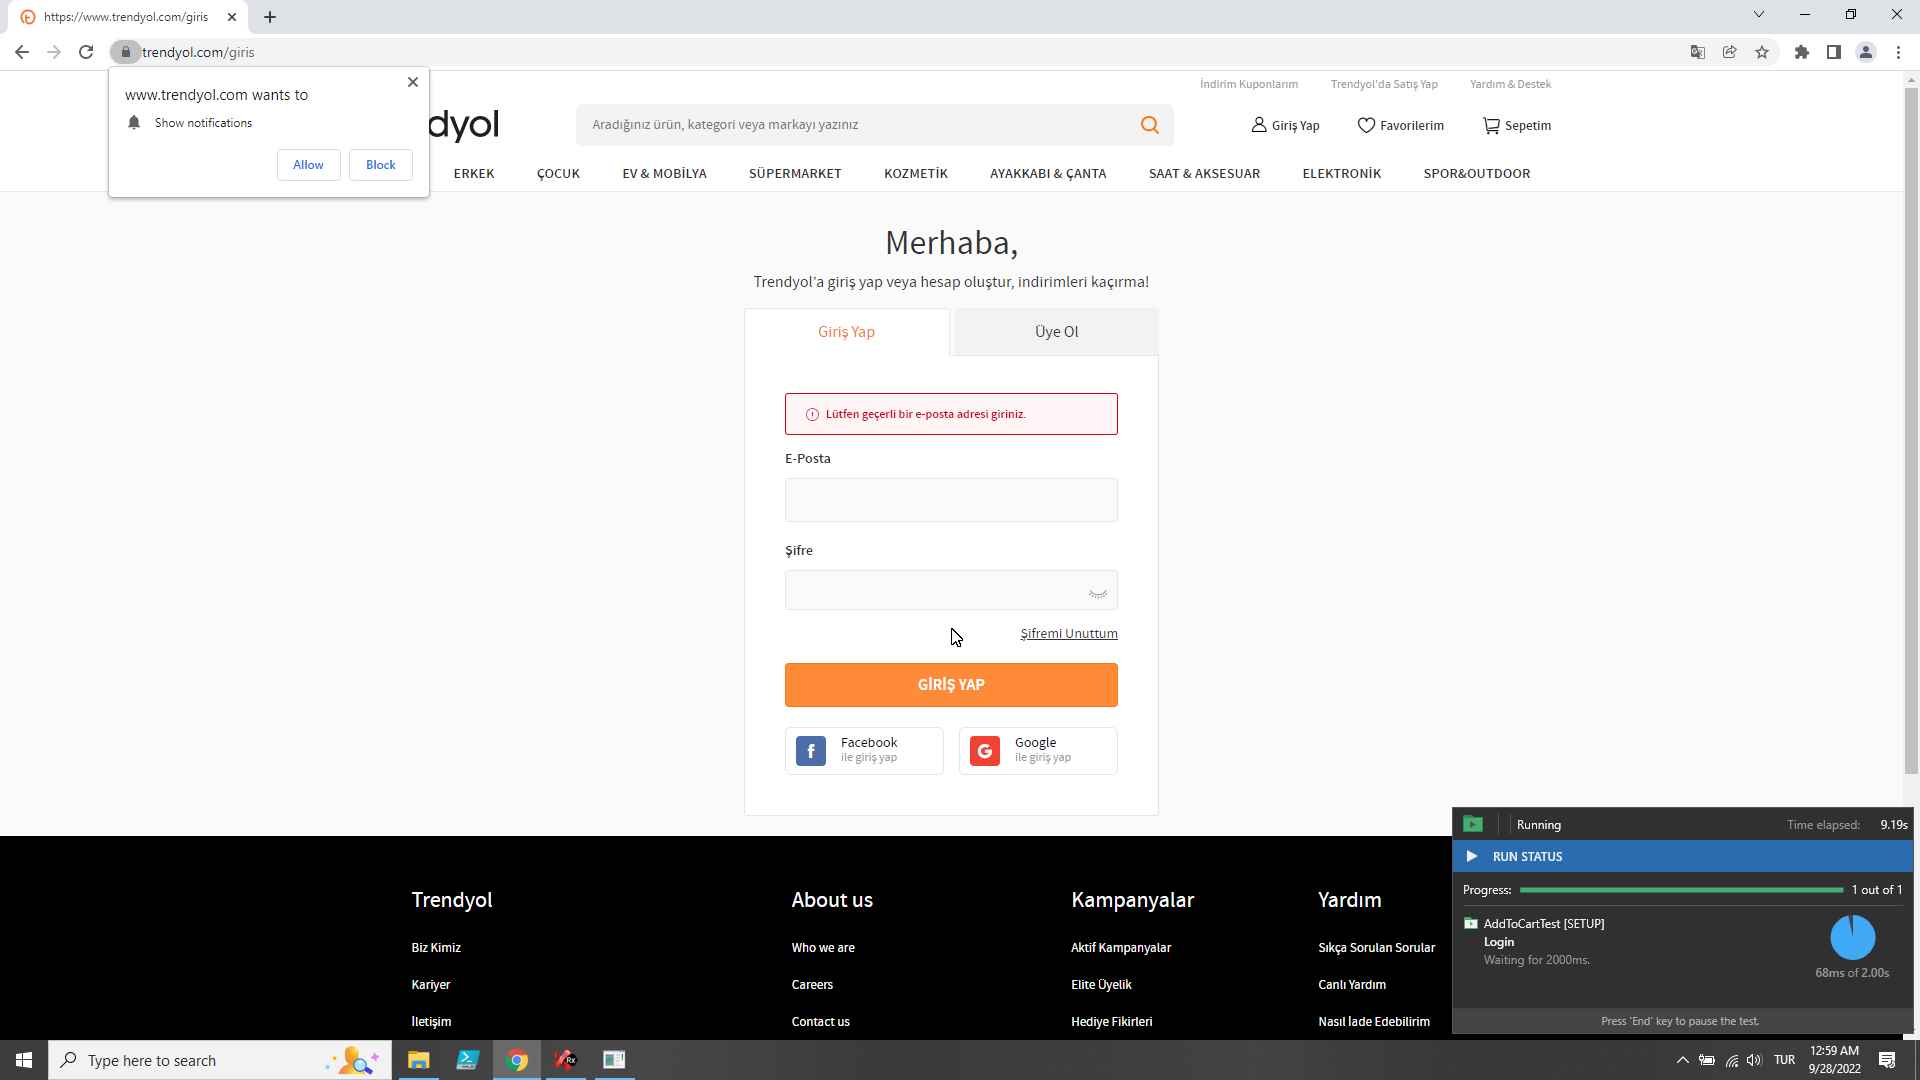 https://www.trendyol.com/giris
trendyol.com/giris
www.trendyol.com wants to
Show notifications
Allow
Block
İndirim Kuponlarım
Trendyol'da Satış Yap
Yardım & Destek
dyol
Aradığınız ürün, kategori veya markayı yazınız
Giriş Yap
Favorilerim
Sepetim
ERKEK
ÇOCUK
EV & MOBİLYA
SÜPERMARKET
KOZMETİK
AYAKKABI & ÇANTA
SAAT & AKSESUAR
ELEKTRONİK
SPOR&OUTDOOR
Merhaba,
Trendyol'a giriş yap veya hesap oluştur, indirimleri kaçırma!
Giriş Yap
Üye Ol
Lütfen geçerli bir e-posta adresi giriniz.
E-Posta
Şifre
Şifremi Unuttum
GİRİŞ YAP
f
Facebook
ile giriş yap
G
Google
ile giriş yap
Trendyol
Biz Kimiz
Kariyer
İletişim
About us
Who we are
Careers
Contact us
Kampanyalar
Aktif Kampanyalar
Elite Üyelik
Hediye Fikirleri
Yardım
Sıkça Sorulan Sorular
Canlı Yardım
Nasıl İade Edebilirim
Running
Time elapsed: 9.19s
RUN STATUS
Progress: 1 out of 1
AddToCartTest [SETUP]
Login
Waiting for 2000ms.
68ms of 2.00s
Press 'End' key to pause the test.
Type here to search
Rx
TUR
12:59 AM
9/28/2022